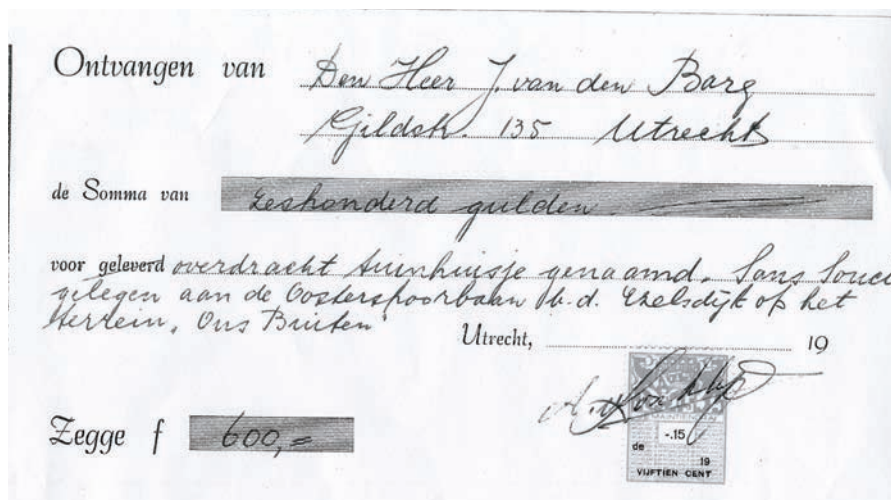 Ontvangen van Den Heer J. van den Barg
Gildstr. 135 Utrecht
de Somma van zeshonderd gulden
voor geleverd overdracht tuinhuisje genaamd „Sans Souci
gelegen aan de Oosterspoorbaan b.d. Ezelsdijk op het
terrein „Ons Buiten"
Utrecht, 19
Zegge f 600,=
-.15
de 19
VIJFTIEN CENT